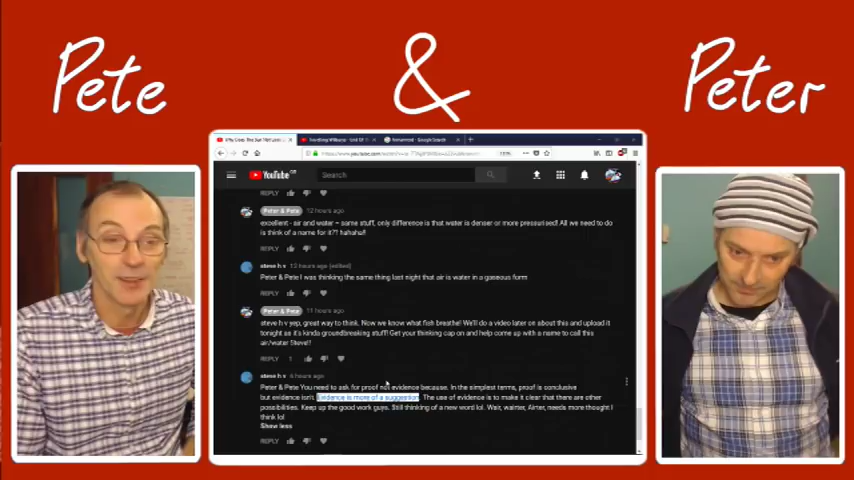 Pete & Peter
YouTube GB
Search
REPLY
Peter & Pete 12 hours ago
excellent - air and water - same stuff, only difference is that water is denser or more pressurised! All we need to do
is think of a name for it?! hahaha!!
REPLY
steve h v 12 hours ago (edited)
Peter & Pete I was thinking the same thing last night that air is water in a gaseous form
REPLY
Peter & Pete 11 hours ago
steve h v yep, great way to think. Now we know what fish breathe! We'll do a video later on about this and upload it
tonight as it's kinda groundbreaking stuff! Get your thinking cap on and help come up with a name to call this
air/water Steve!!
REPLY 1
steve h v 6 hours ago
Peter & Pete You need to ask for proof not evidence because. In the simplest terms, proof is conclusive
but evidence isn't. Evidence is more of a suggestion. The use of evidence is to make it clear that there are other
possibilities. Keep up the good work guys. Still thinking of a new word lol. Wair, wairter, Airter, needs more thought I
think lol
Show less
REPLY